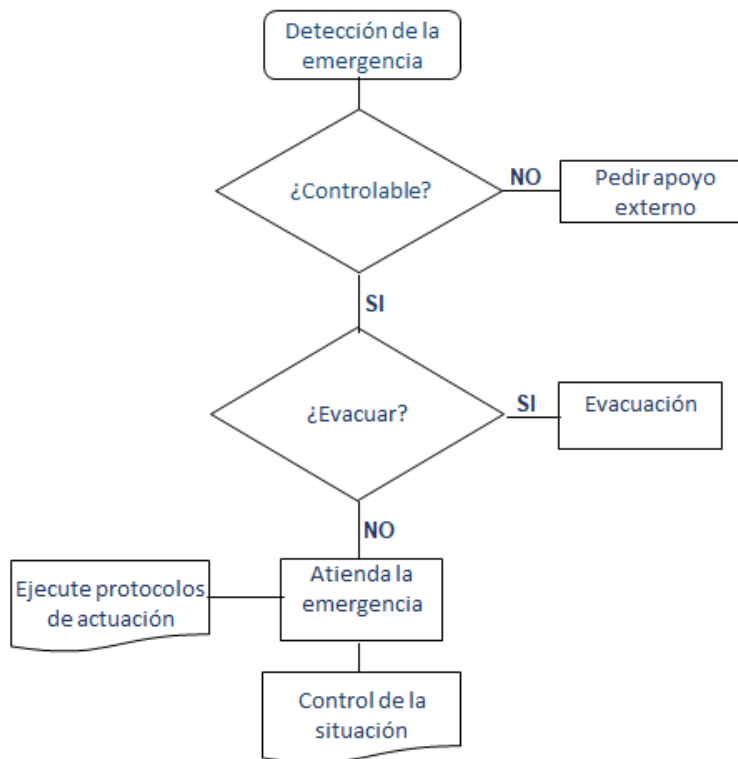 Detección de la
emergencia
¿Controlable?
NO
Pedir apoyo
externo
SI
¿Evacuar?
SI
Evacuación
NO
Ejecute protocolos
de actuación
Atienda la
emergencia
Control de la
situación